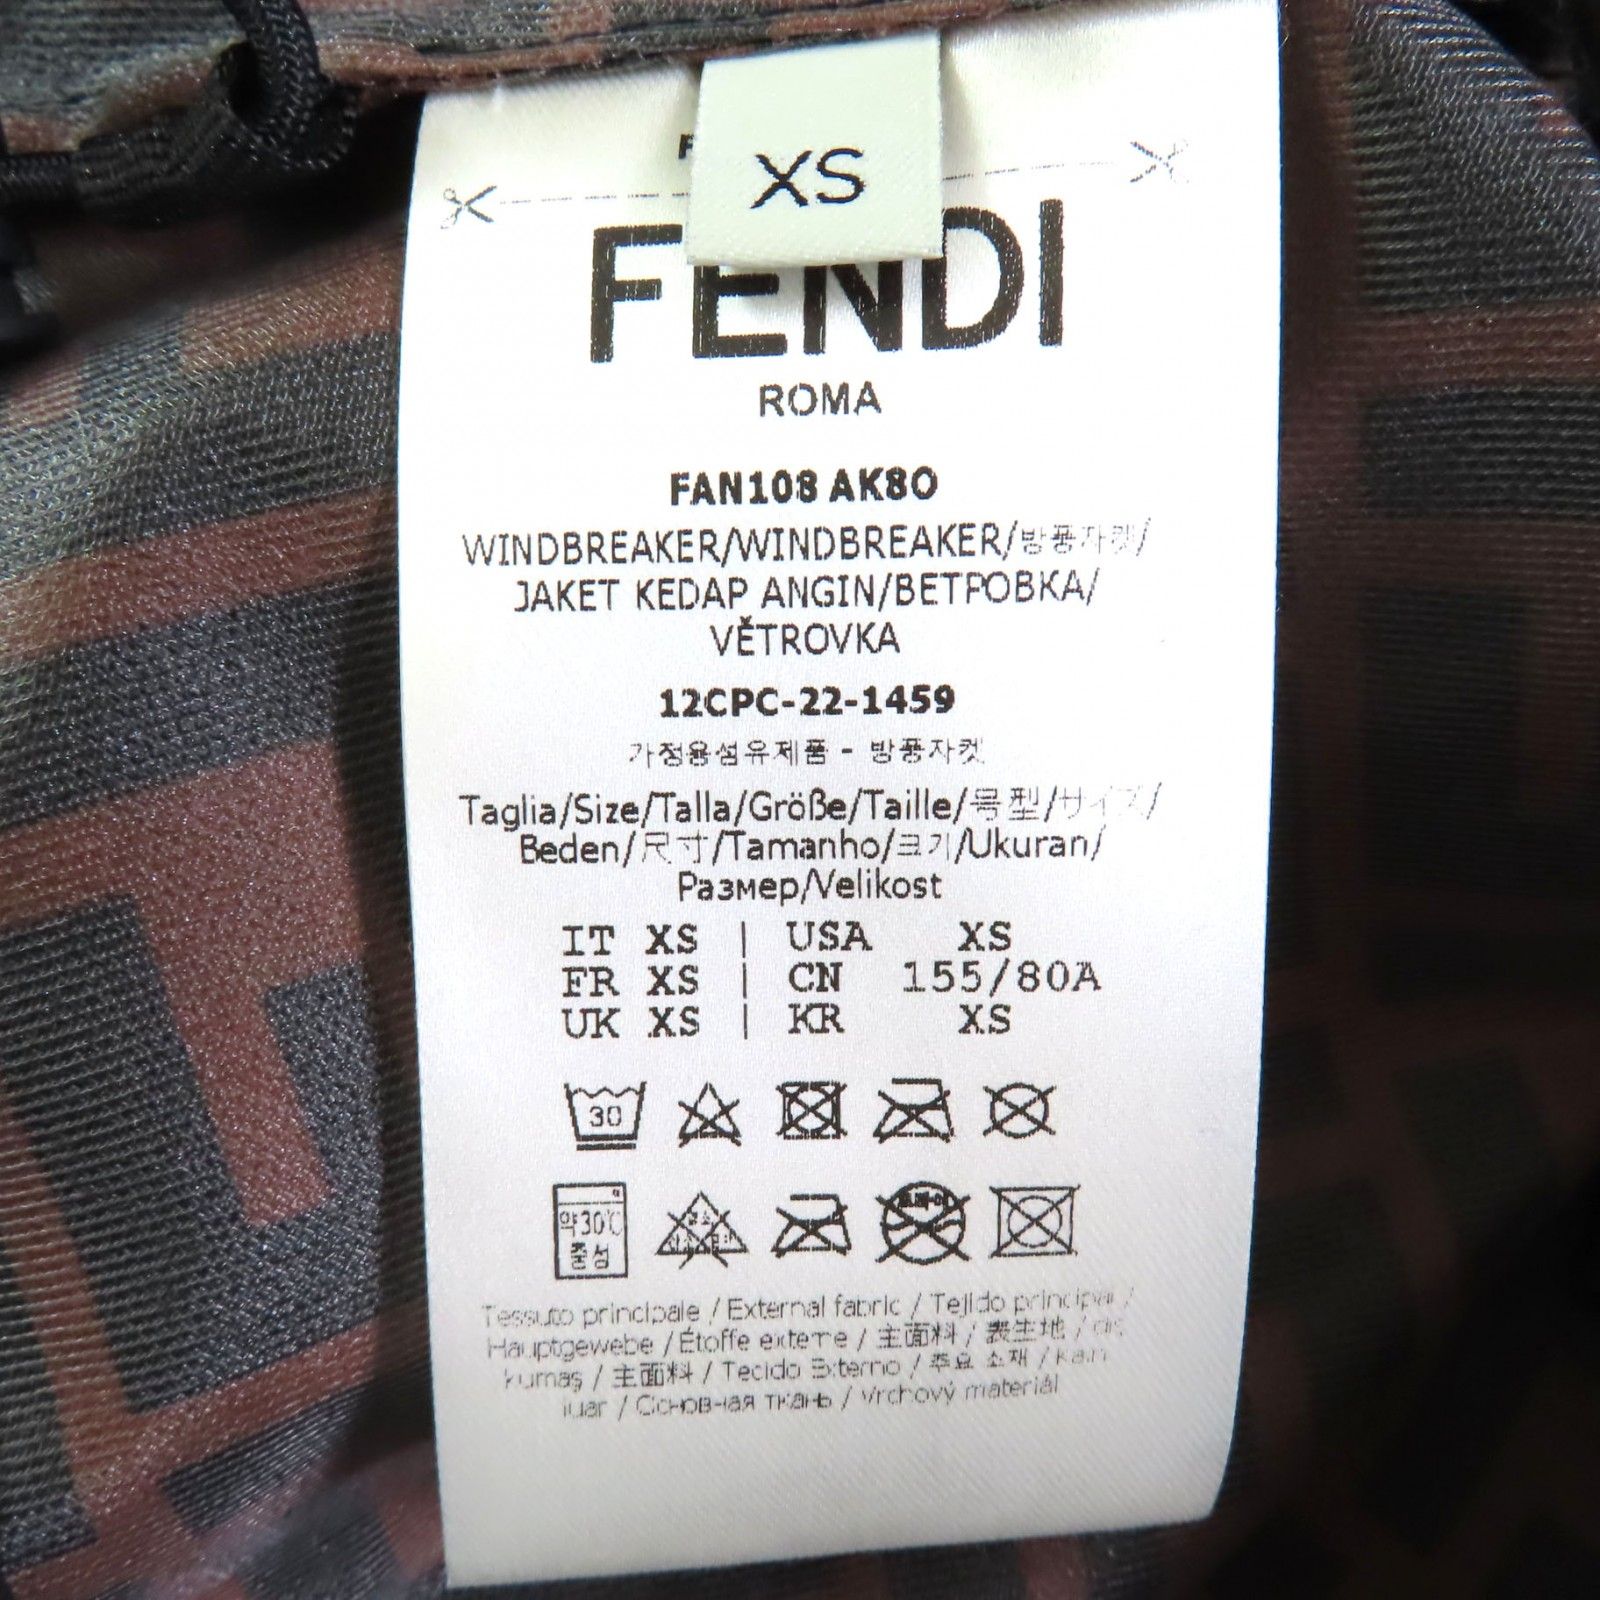 XS
FENDI
ROMA
FAN108 AK8O
WINDBREAKER/WINDBREAKER/방풍자켓/
JAKET KEDAP ANGIN/ВЕТРОВКА/
VĚTROVKA
12CPC-22-1459
가정용섬유제품 - 방풍자켓
Taglia/Size/Talla/Größe/Taille/号型/サイズ/
Beden/尺寸/Tamanho/크기/Ukuran/
Размер/Velikost
IT XS | USA XS
FR XS | CN 155/80A
UK XS | KR XS
30
약30℃
중성
Tessuto principale / External fabric / Tejido principal /
Hauptgewebe / Étoffe externe / 主面料 / 表生地 / dış
kumaş / 主面料 / Tecido Externo / 주요 소재 / Kain
luar / Основная ткань / Vrchový materiál